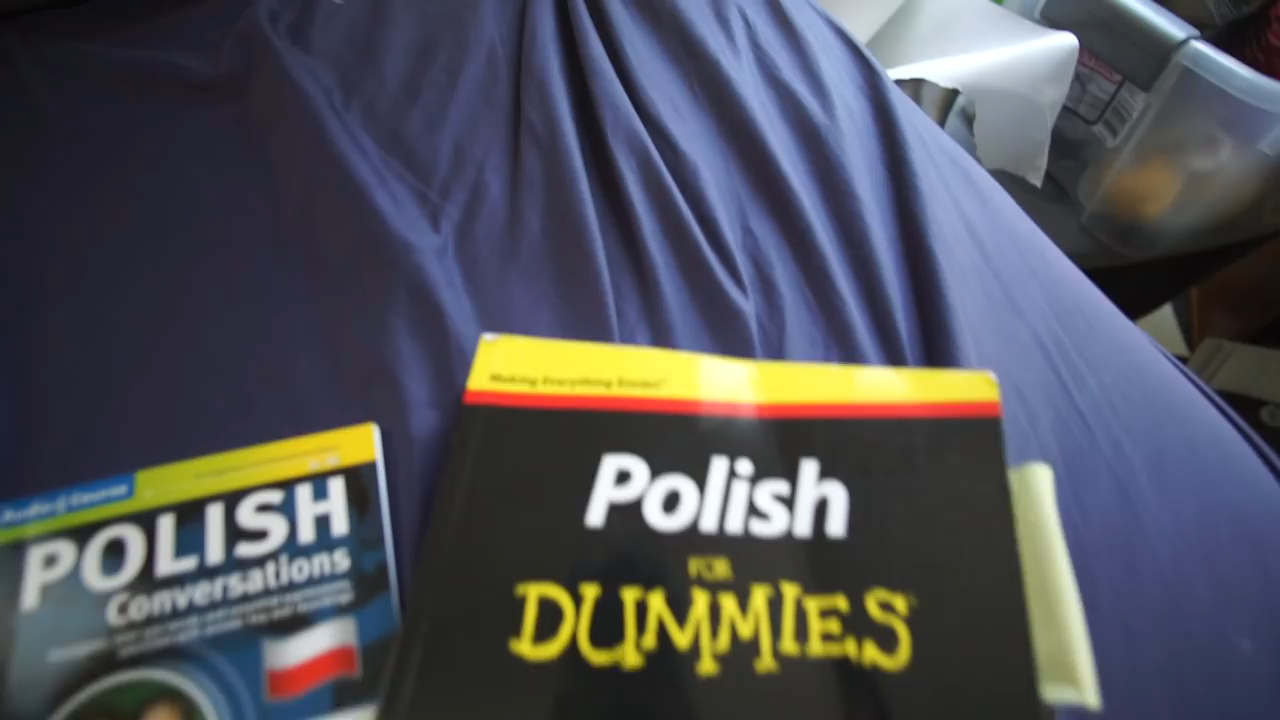 Audio Course
POLISH
Conversations
Making Everything Easier
Polish
FOR
DUMMIES